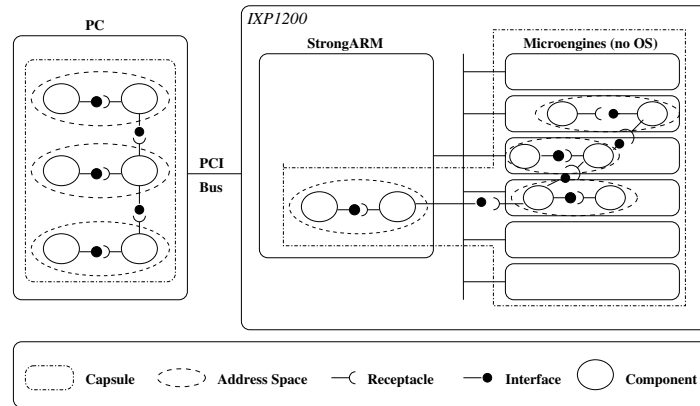 IXP1200
PC
StrongARM
Microengines (no OS)
PCI
Bus
Capsule
Address Space
Receptacle
Interface
Component